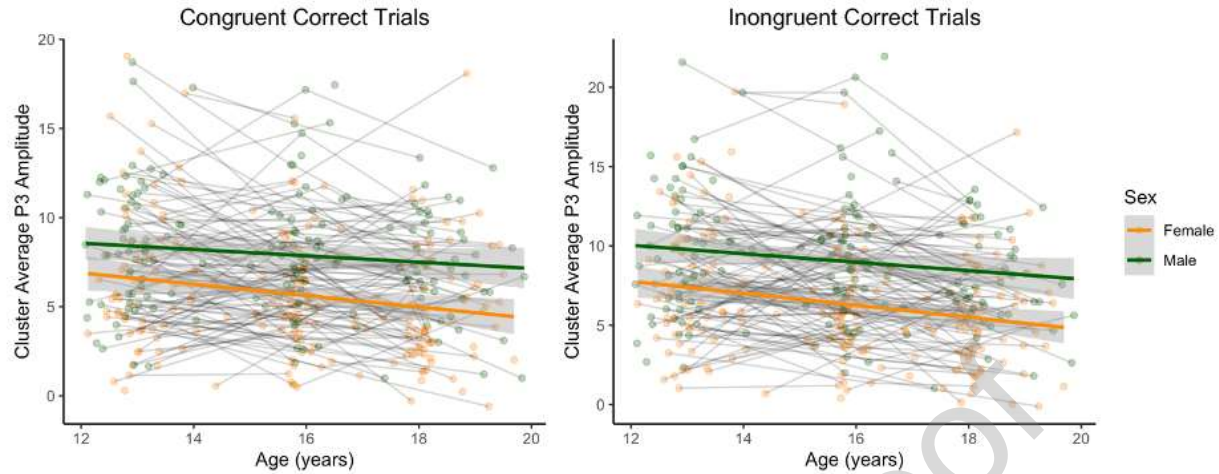 Congruent Correct Trials
Inongruent Correct Trials
20
15
10
5
0
Cluster Average P3 Amplitude
12
14
16
18
20
Age (years)
20
15
10
5
0
Cluster Average P3 Amplitude
12
14
16
18
20
Age (years)
Sex
Female
Male